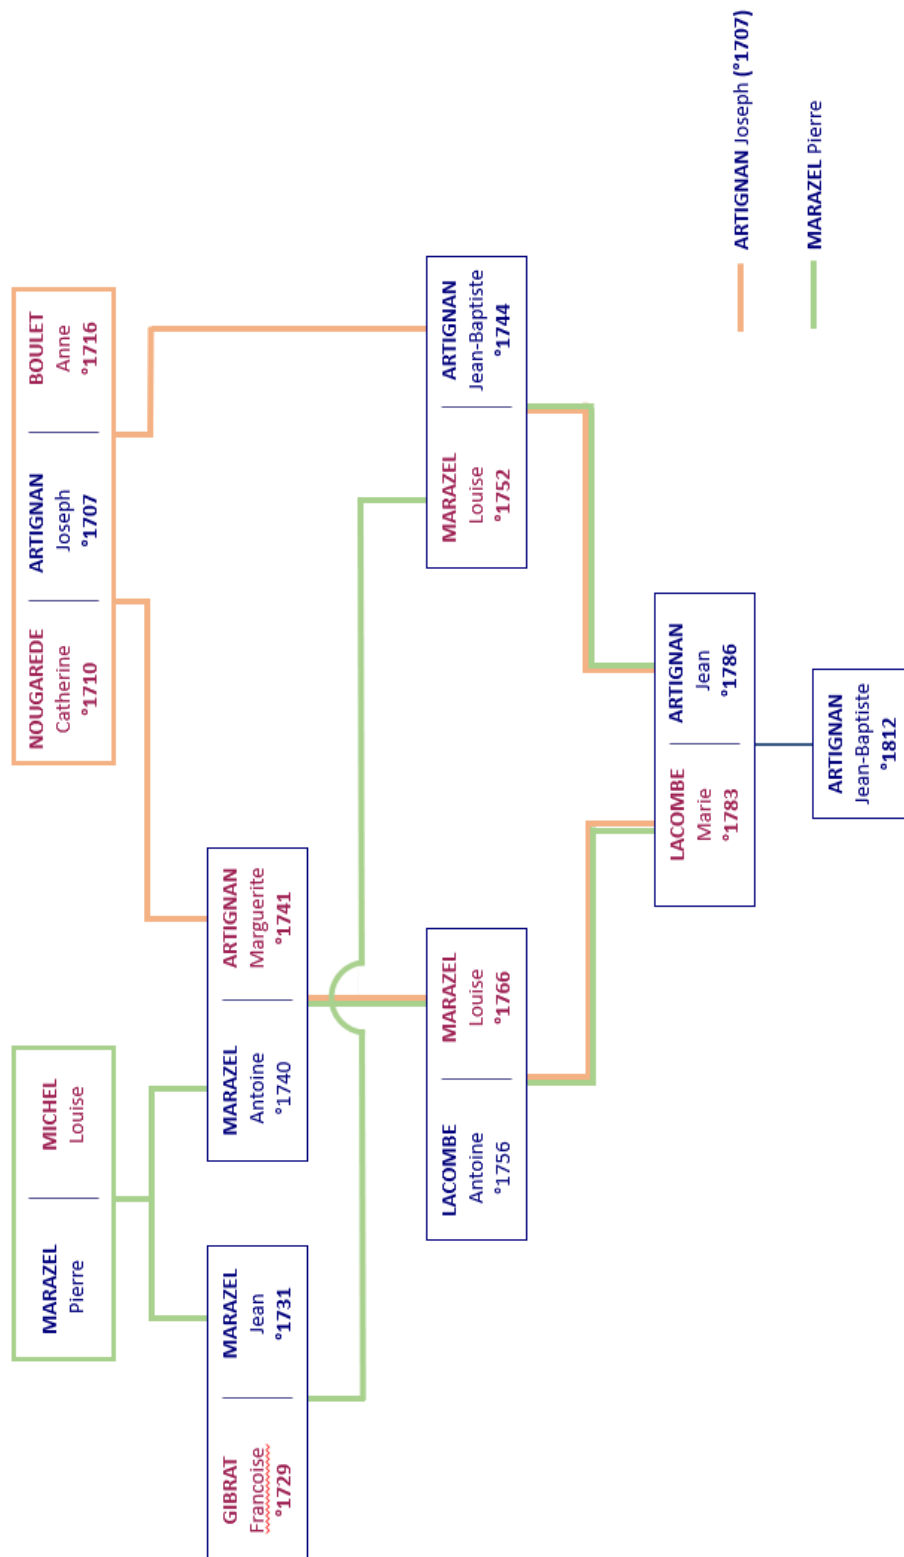 MARAZEL
Pierre
MICHEL
Louise
NOUGAREDE
Catherine
°1710
ARTIGNAN
Joseph
°1707
BOULET
Anne
°1716
GIBRAT
Francoise
°1729
MARAZEL
Jean
°1731
MARAZEL
Antoine
°1740
ARTIGNAN
Marguerite
°1741
LACOMBE
Antoine
°1756
MARAZEL
Louise
°1766
MARAZEL
Louise
°1752
ARTIGNAN
Jean-Baptiste
°1744
LACOMBE
Marie
°1783
ARTIGNAN
Jean
°1786
ARTIGNAN Joseph (°1707)
MARAZEL Pierre
ARTIGNAN
Jean-Baptiste
°1812